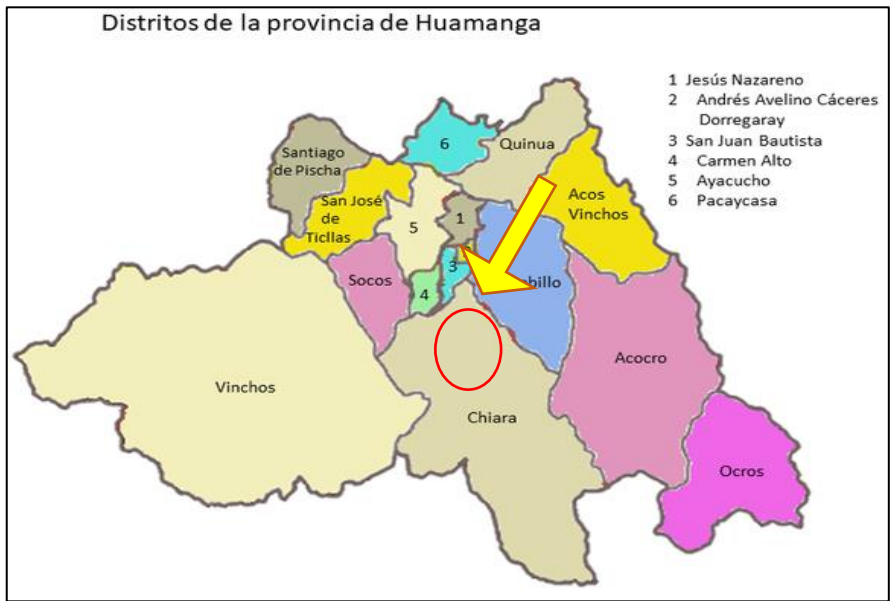 Distritos de la provincia de Huamanga
1 Jesús Nazareno
2 Andrés Avelino Cáceres
Dorregaray
3 San Juan Bautista
4 Carmen Alto
5 Ayacucho
6 Pacaycasa
6
Quinua
Santiago
de Pischa
Acos
Vinchos
San José
de
Ticllas
5
1
Socos
3
4
Acocro
Vinchos
Chiara
Ocros